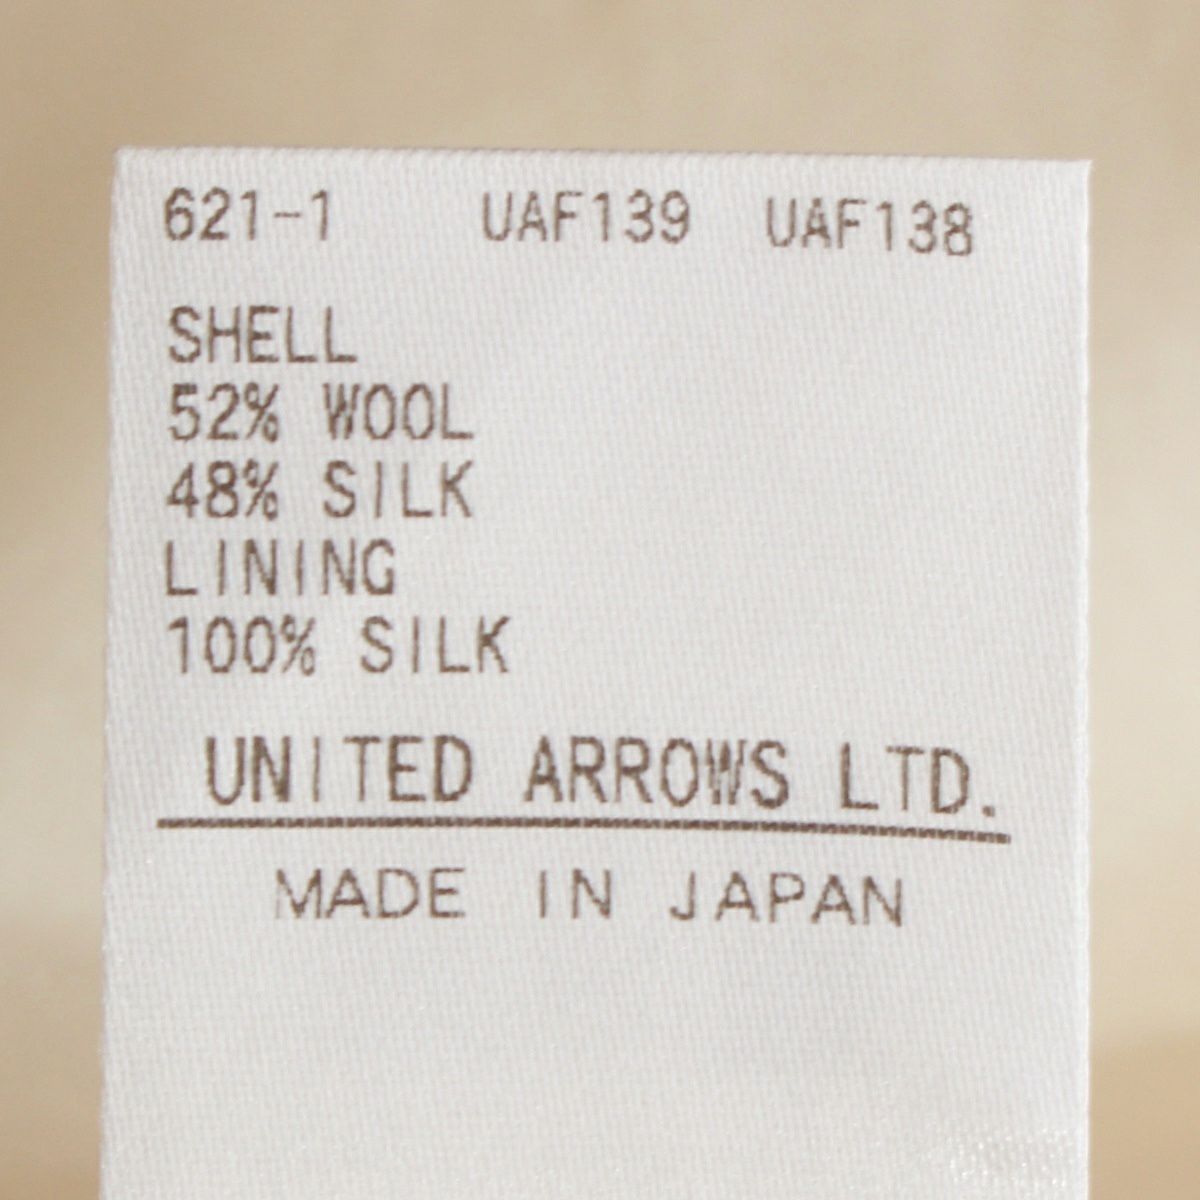 621-1 UAF139 UAF138
SHELL
52% WOOL
48% SILK
LINING
100% SILK
UNITED ARROWS LTD.
MADE IN JAPAN